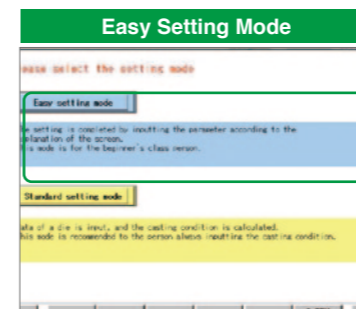 Easy Setting Mode
ease select the setting mode
Easy setting mode
he setting is completed by inputting the parameter according to the
planation of the screen.
his mode is for the beginner's class person.
Standard setting mode
ata of a die is input, and the casting condition is calculated.
his mode is recommended to the person always inputting the casting condition.